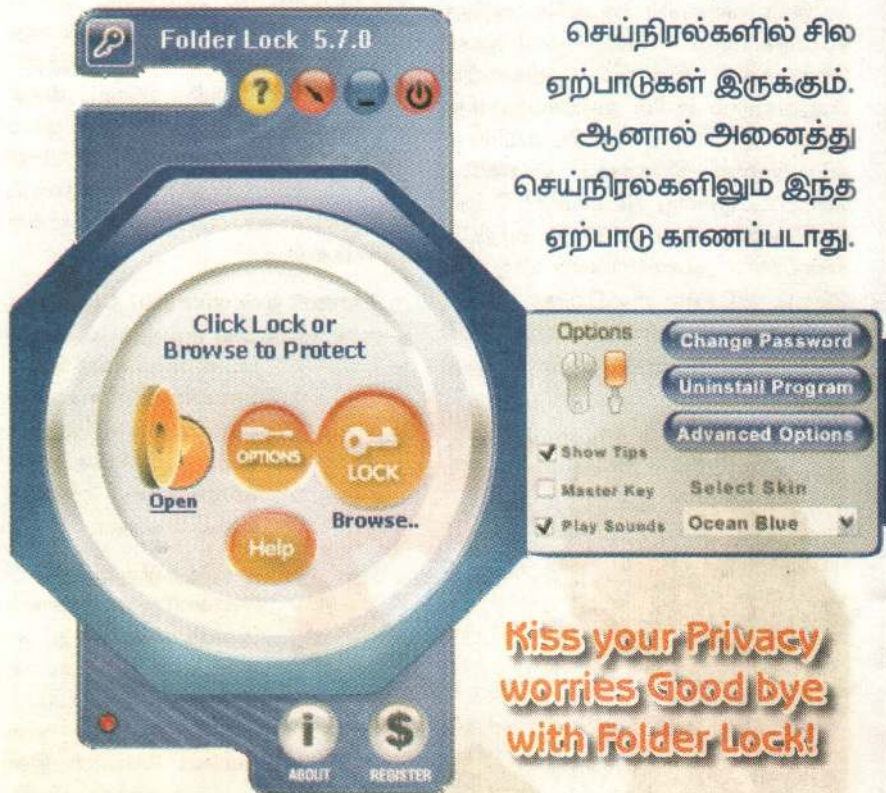 Folder Lock 5.7.0
?
செய்நிரல்களில் சில
ஏற்பாடுகள் இருக்கும்.
ஆனால் அனைத்து
செய்நிரல்களிலும் இந்த
ஏற்பாடு காணப்படாது.
Click Lock or
Browse to Protect
Open
OPTIONS
LOCK
Browse..
Help
Options
Change Password
Uninstall Program
Advanced Options
Show Tips
Master Key
Select Skin
Play Sounds
Ocean Blue
Kiss your Privacy
worries Good bye
with Folder Lock!
i
ABOUT
$
REGISTER